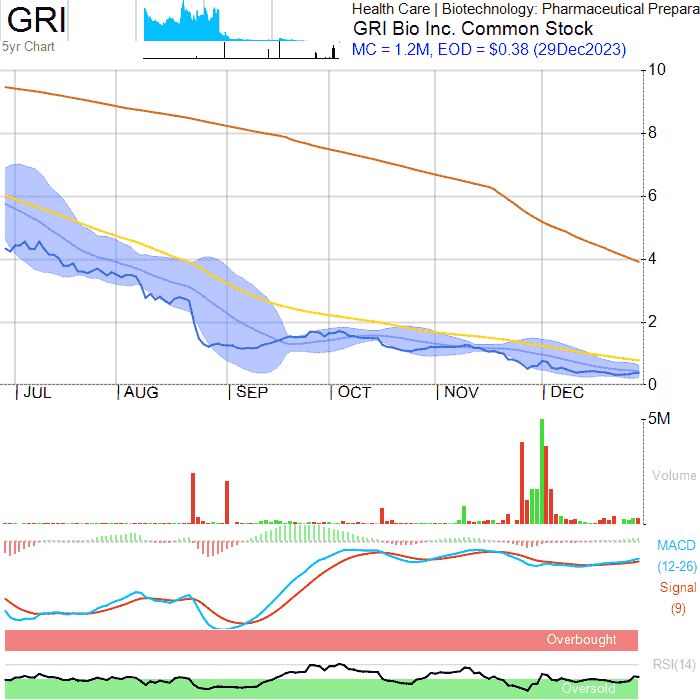 GRI
5yr Chart
Health Care | Biotechnology: Pharmaceutical Prepara
GRI Bio Inc. Common Stock
MC = 1.2M, EOD = $0.38 (29Dec2023)
10
8
6
4
2
0
JUL AUG SEP OCT NOV DEC
5M
Volume
MACD
(12-26)
Signal
(9)
Overbought
RSI(14)
Oversold